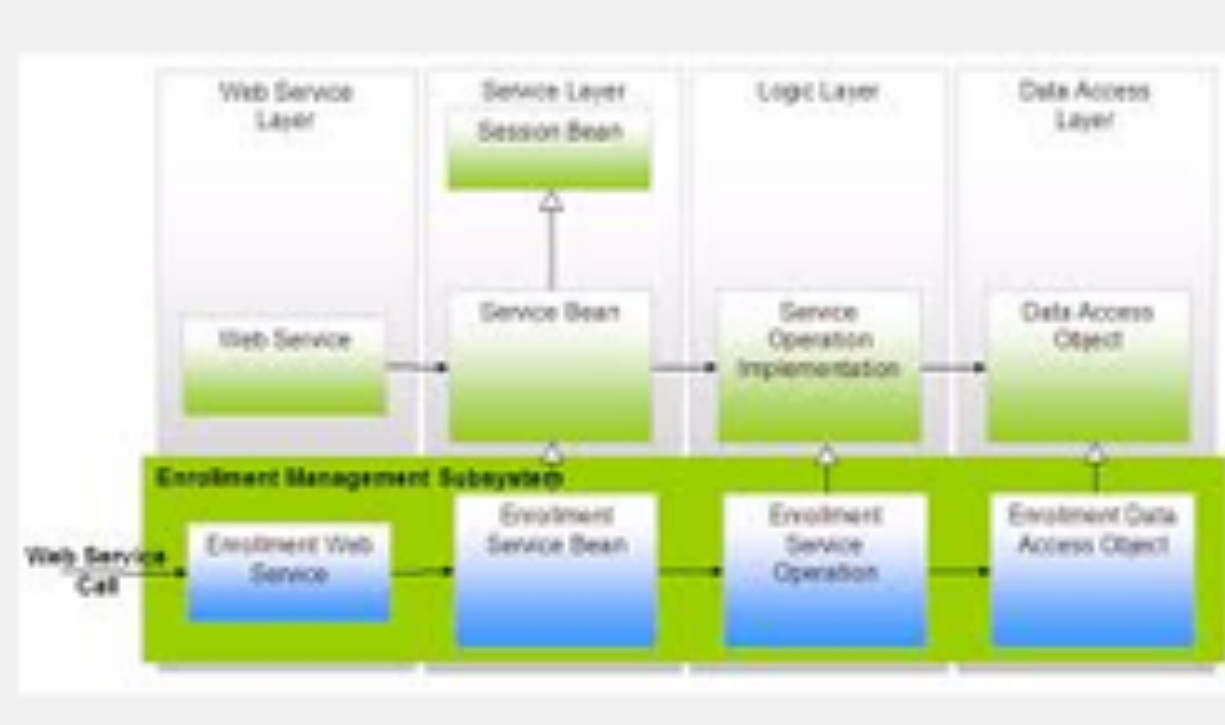 Web Service
Layer
Service Layer
Logic Layer
Data Access
Layer
Session Bean
Web Service
Service Bean
Service
Operation
Implementation
Data Access
Object
Enrollment Management Subsystem
Web Service
Call
Enrollment Web
Service
Enrollment
Service Bean
Enrollment
Service
Operation
Enrollment Data
Access Object